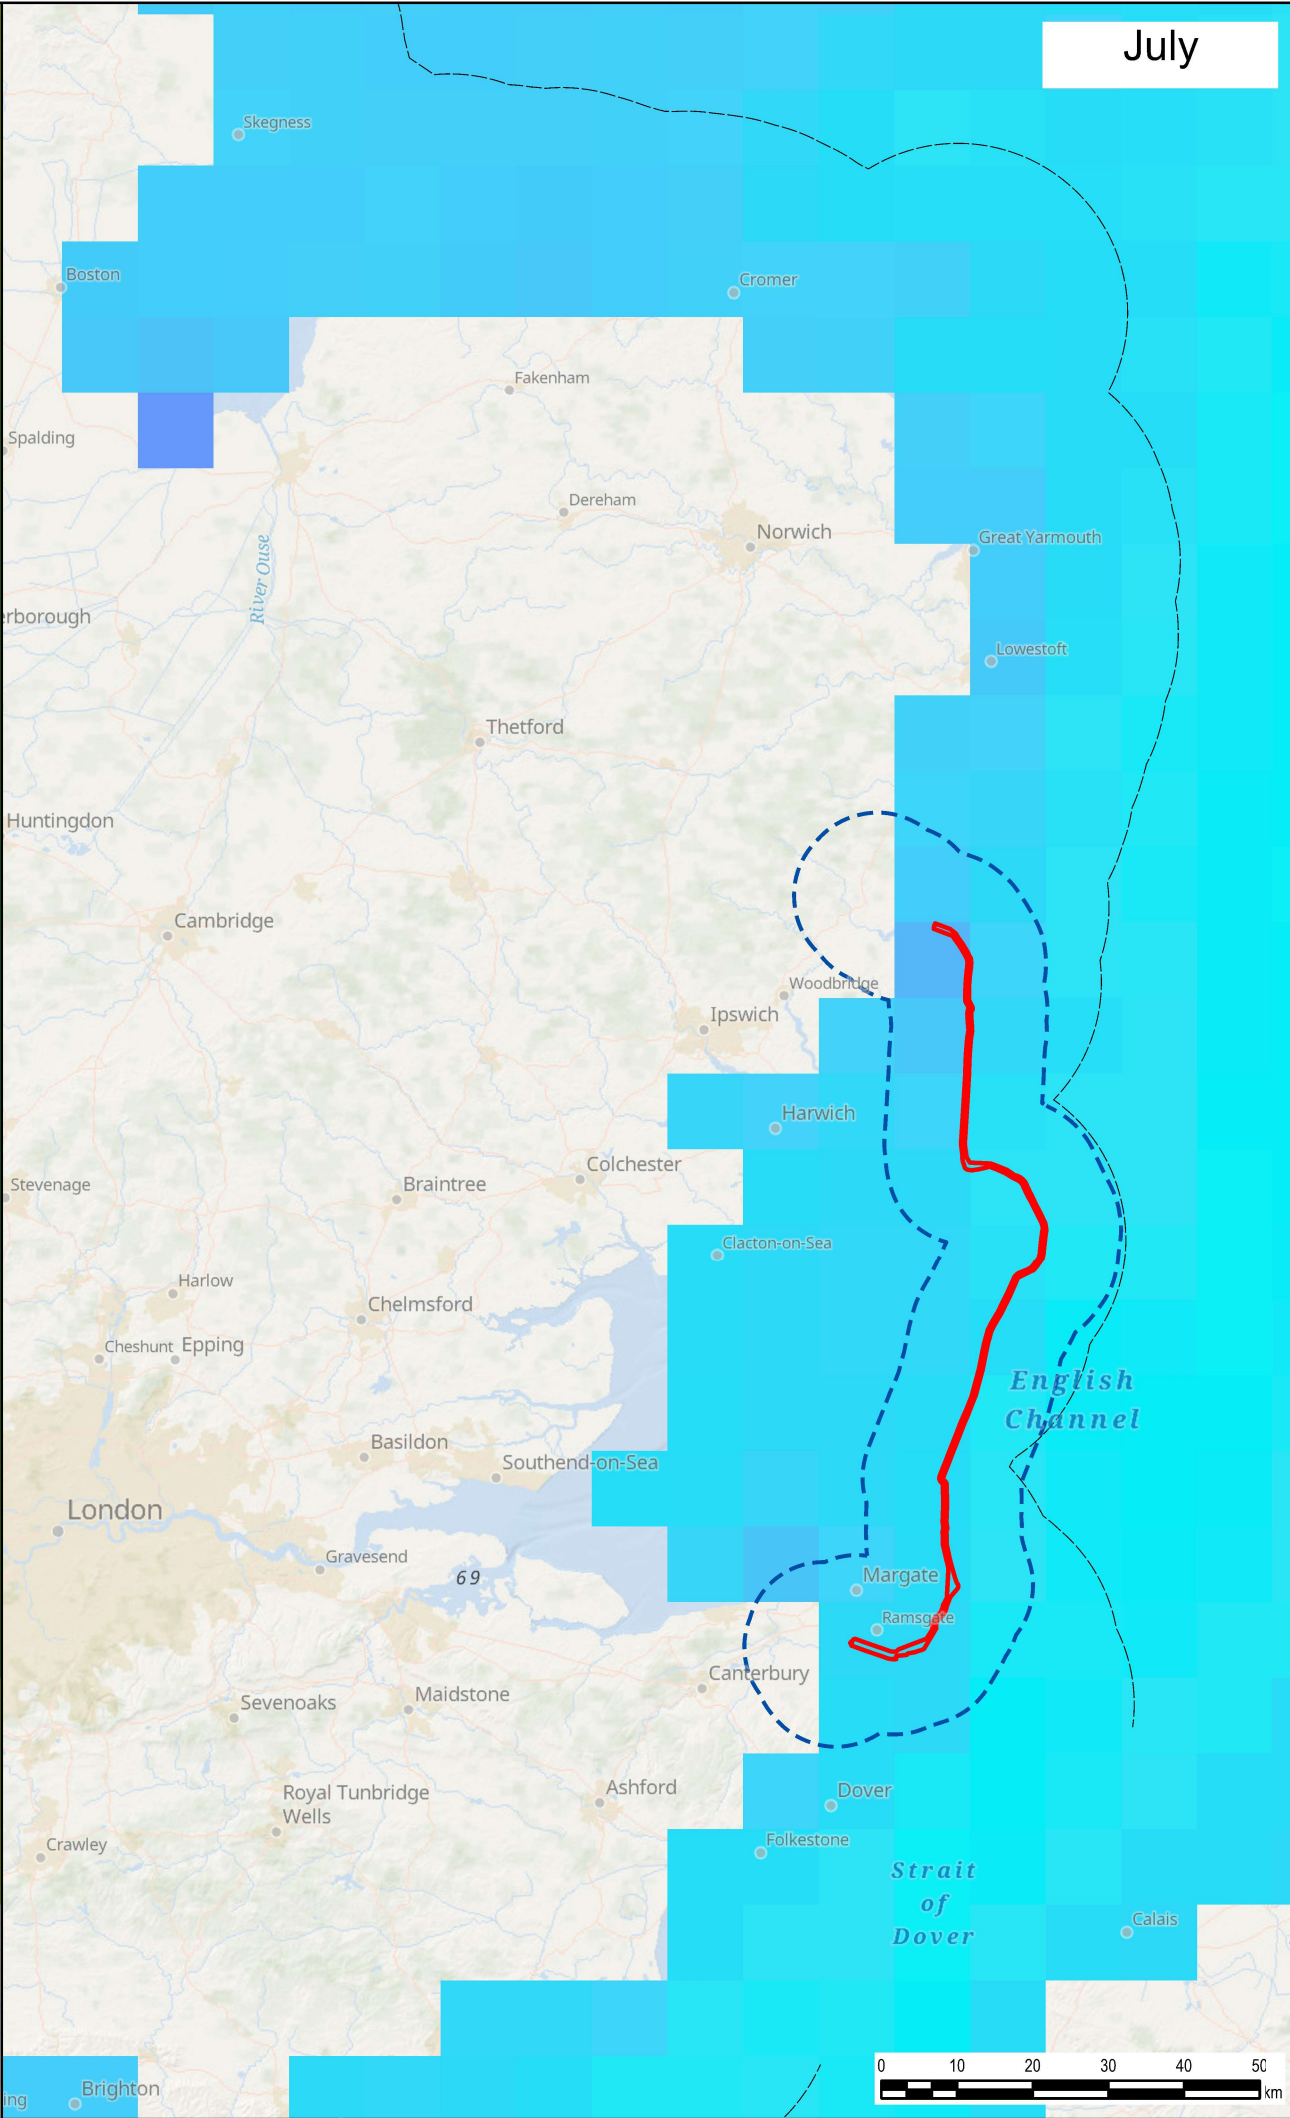 July
Skegness
Boston
Cromer
Fakenham
Spalding
Dereham
Norwich
Great Yarmouth
River Ouse
erborough
Lowestoft
Thetford
Huntingdon
Cambridge
Woodbridge
Ipswich
Harwich
Colchester
Stevenage
Braintree
Clacton-on-Sea
Harlow
Chelmsford
Cheshunt
Epping
English
Channel
Basildon
Southend-on-Sea
London
Gravesend
69
Margate
Ramsgate
Canterbury
Sevenoaks
Maidstone
Ashford
Dover
Royal Tunbridge
Wells
Crawley
Folkestone
Strait
of
Dover
Calais
0 10 20 30 40 50
km
Brighton
ing